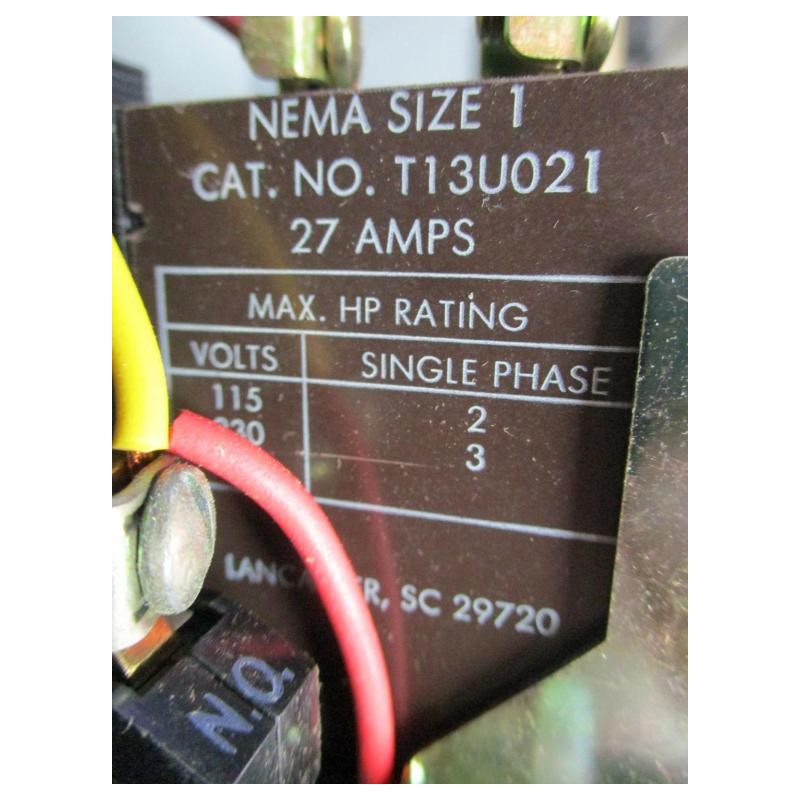 NEMA SIZE 1
CAT. NO. T13U021
27 AMPS
MAX. HP RATING
VOLTS SINGLE PHASE
115 2
3
SC 29720
N.O.